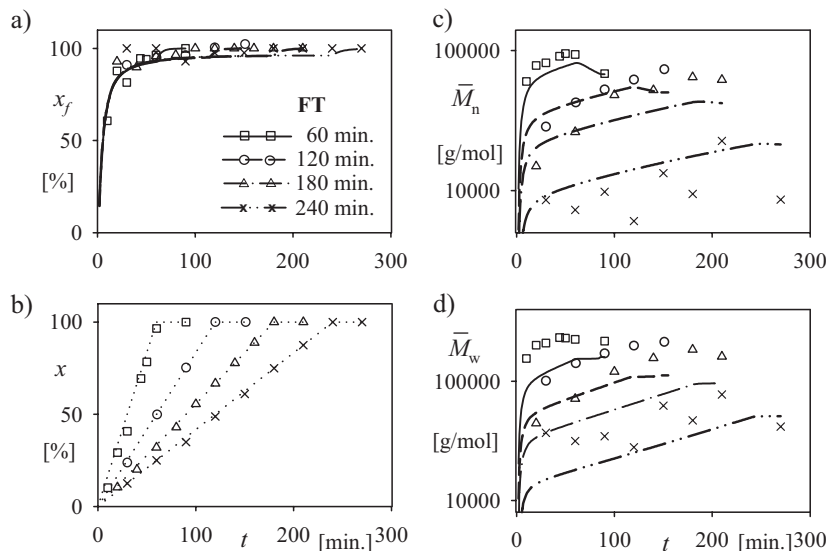 a)
100
x_f
50
[%]
0
FT
60 min.
120 min.
180 min.
240 min.
0 100 200 300
b)
100
x
50
[%]
0
0 100 t 200 [min.] 300
c)
100000
M̅n
[g/mol]
10000
0 100 200 300
d)
M̅w
100000
[g/mol]
10000
0 100 t 200 [min.] 300